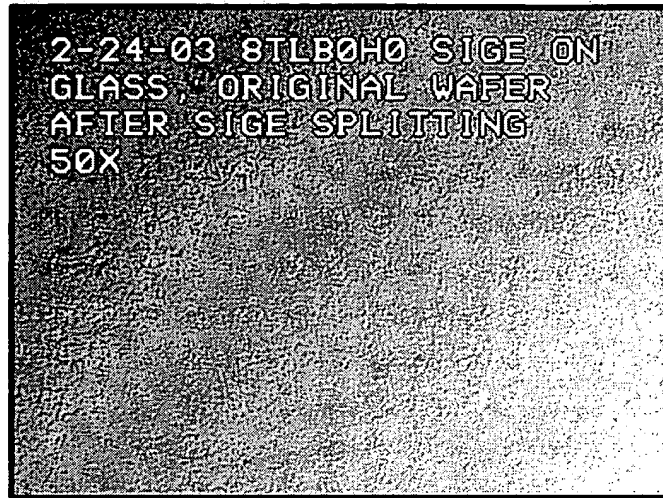 2-24-03 8TLB0H0 SIGE ON
GLASS, ORIGINAL WAFER
AFTER SIGE SPLITTING
50X